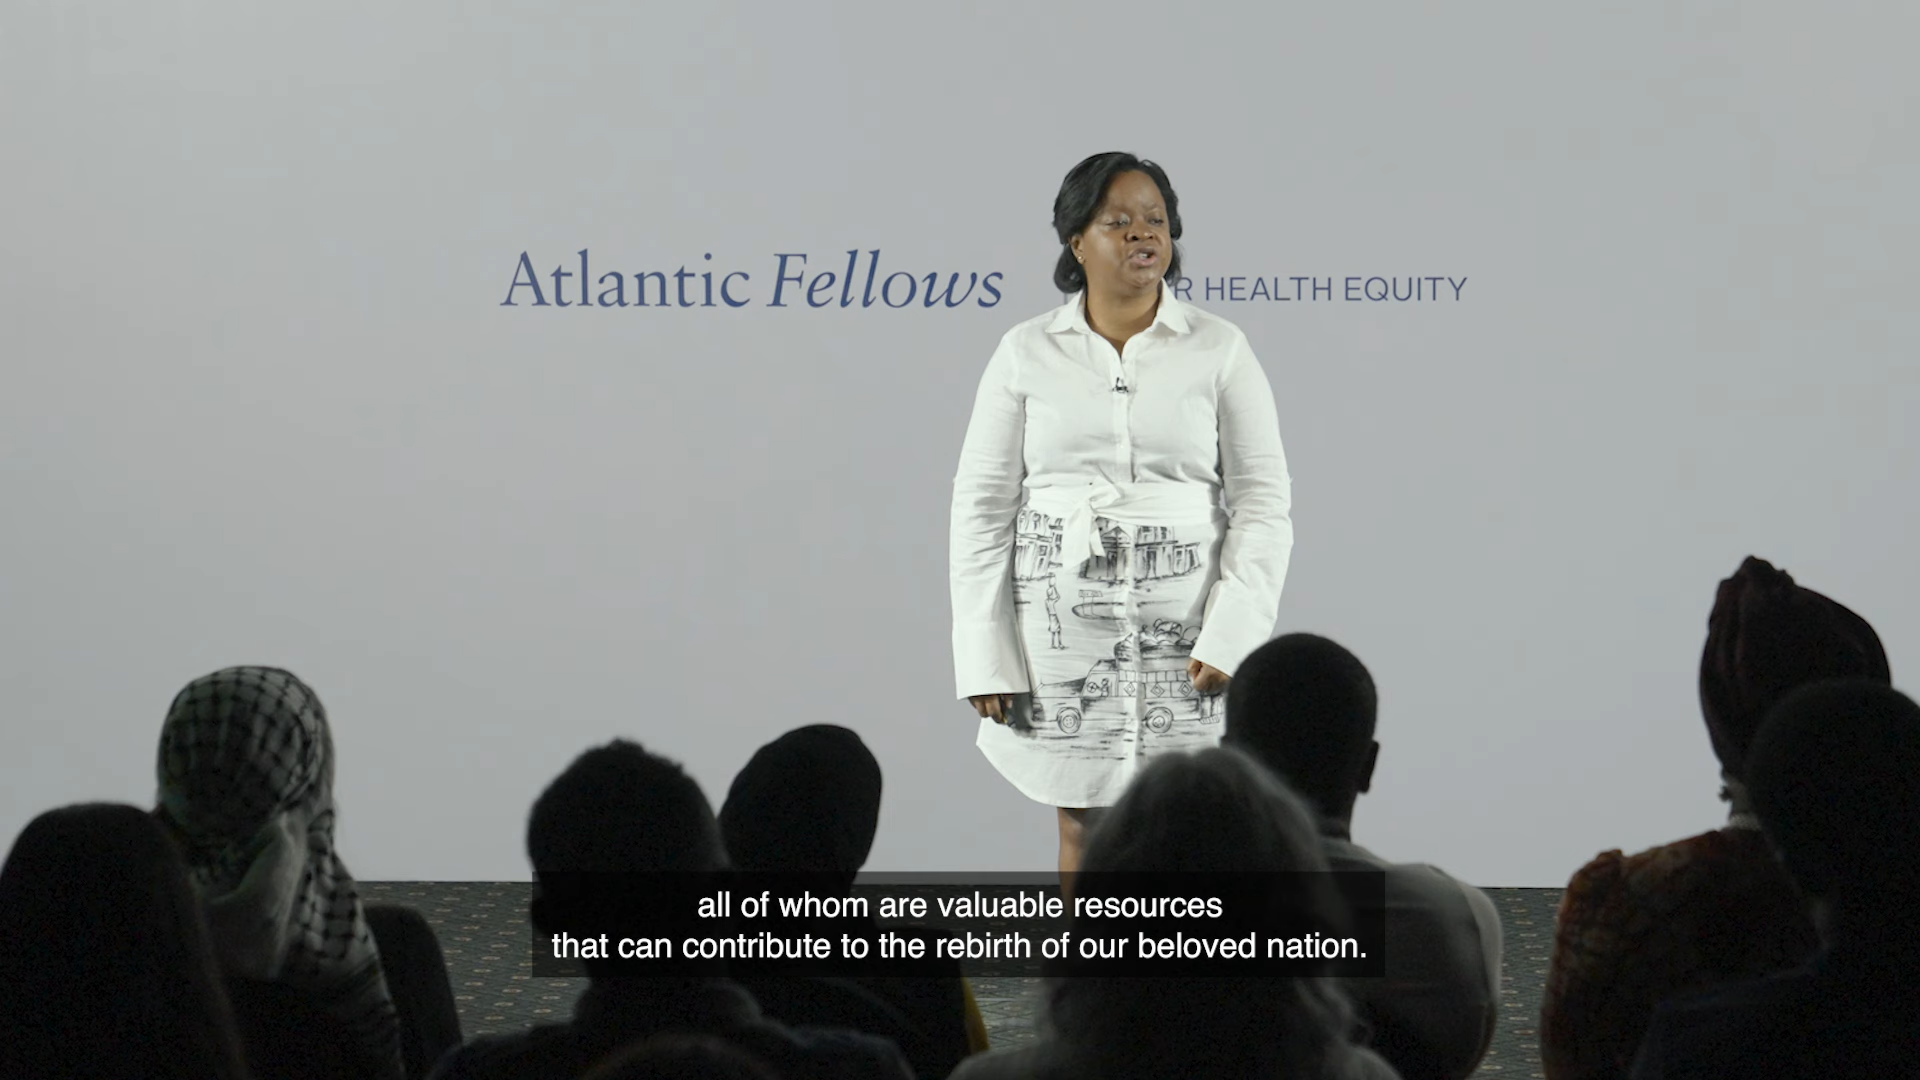 Atlantic Fellows R HEALTH EQUITY
all of whom are valuable resources
that can contribute to the rebirth of our beloved nation.